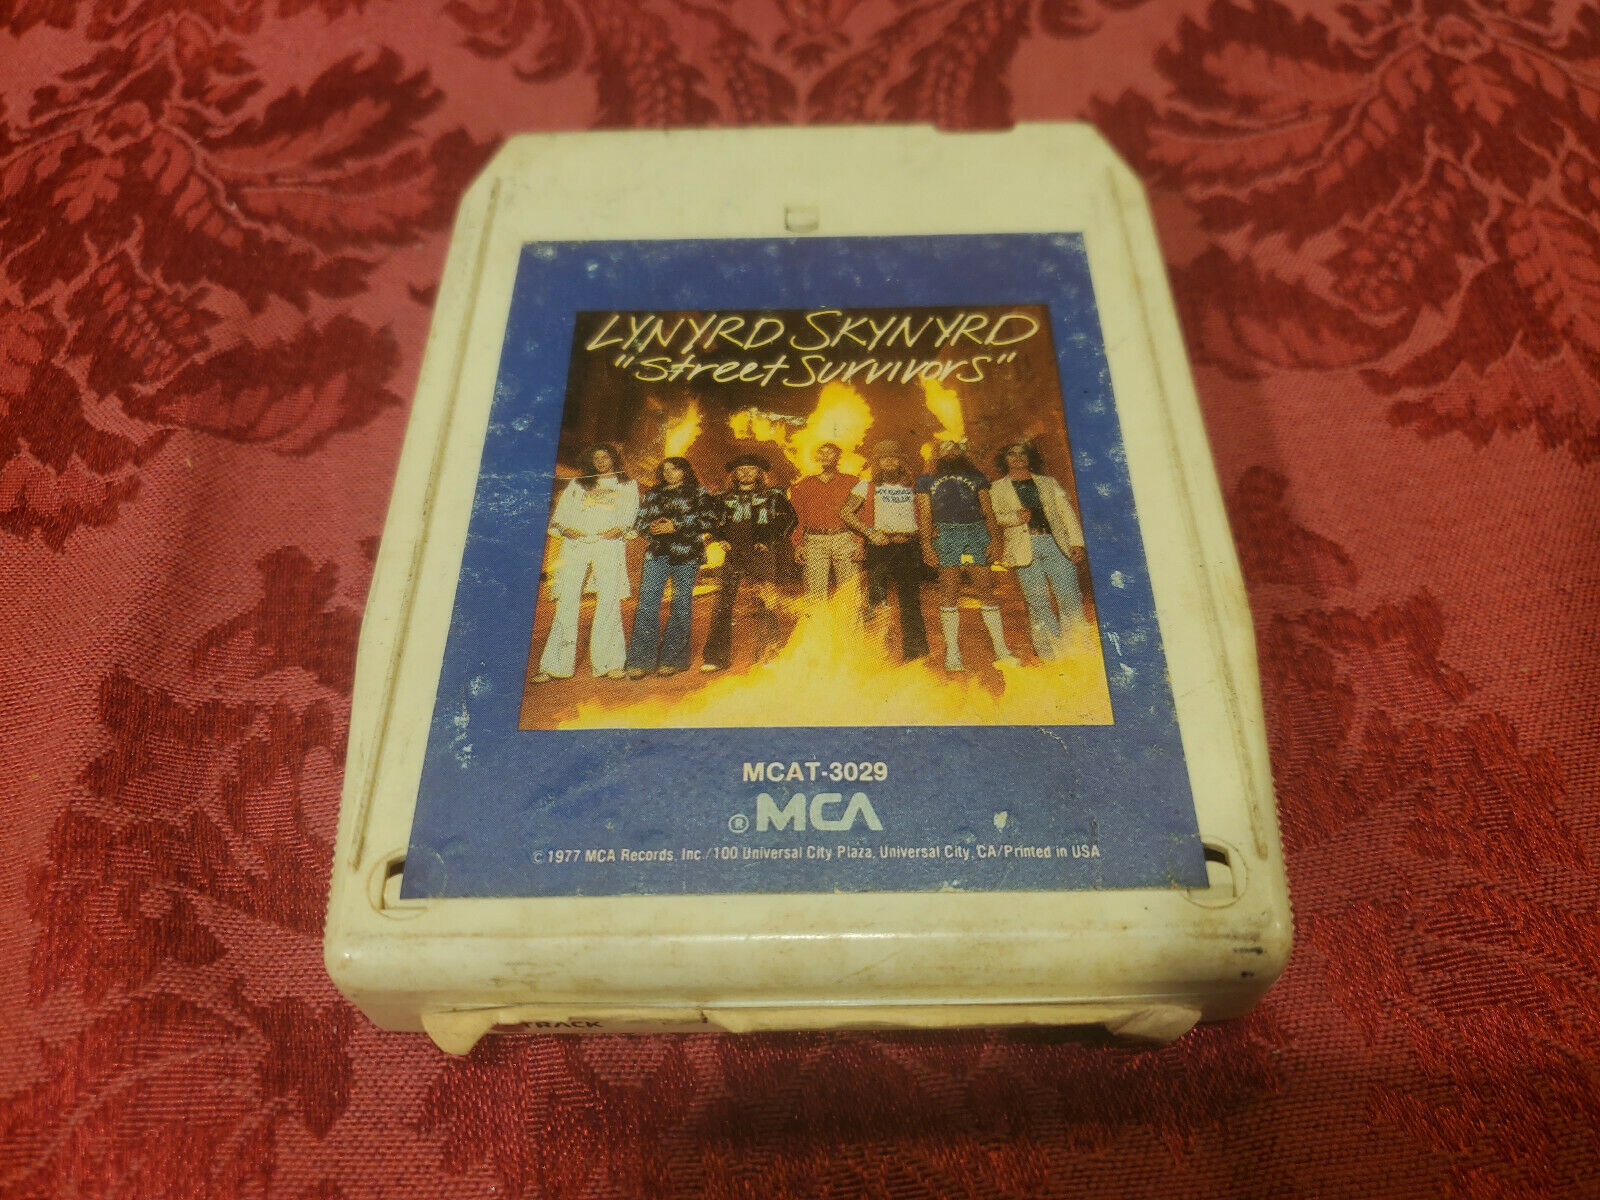 LYNYRD SKYNYRD
"Street Survivors"
MCAT-3029
® MCA
© 1977 MCA Records, Inc./100 Universal City Plaza, Universal City, CA/Printed in USA
TRACK